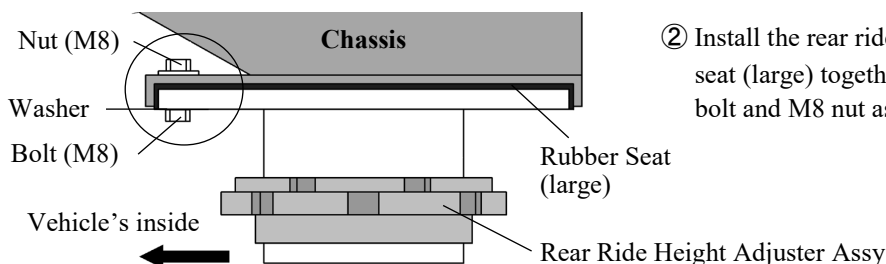 Nut (M8)
Chassis
Washer
Bolt (M8)
Vehicle's inside
Rubber Seat
(large)
Rear Ride Height Adjuster Assy
② Install the rear ride
seat (large) togeth
bolt and M8 nut as